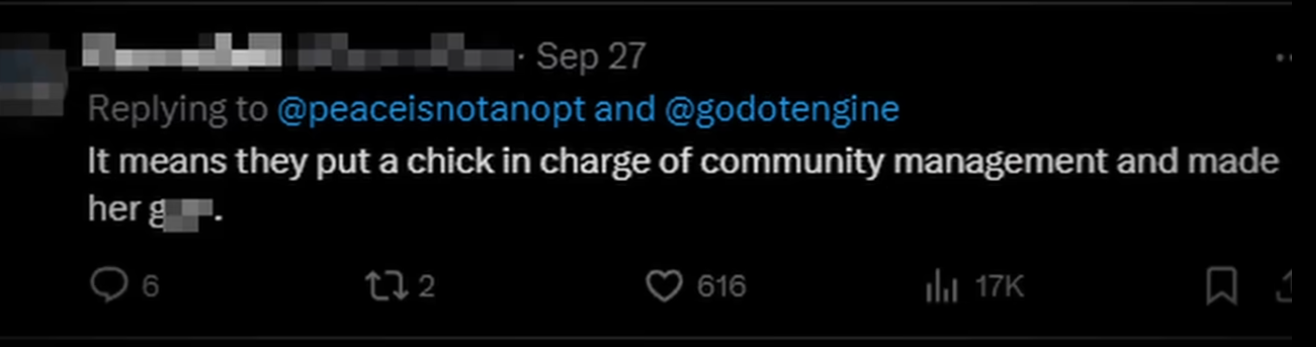 · Sep 27
Replying to @peaceisnotanopt and @godotengine
It means they put a chick in charge of community management and made
her
6 2 616 17K